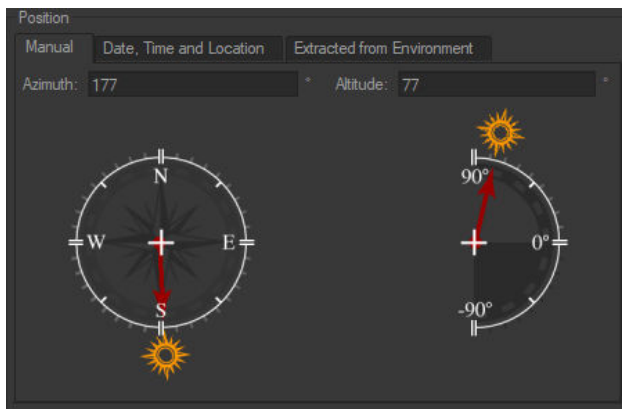 Position
Manual Date, Time and Location Extracted from Environment
Azimuth: 177 ° Altitude: 77 °
N
W E
S
90°
0°
-90°